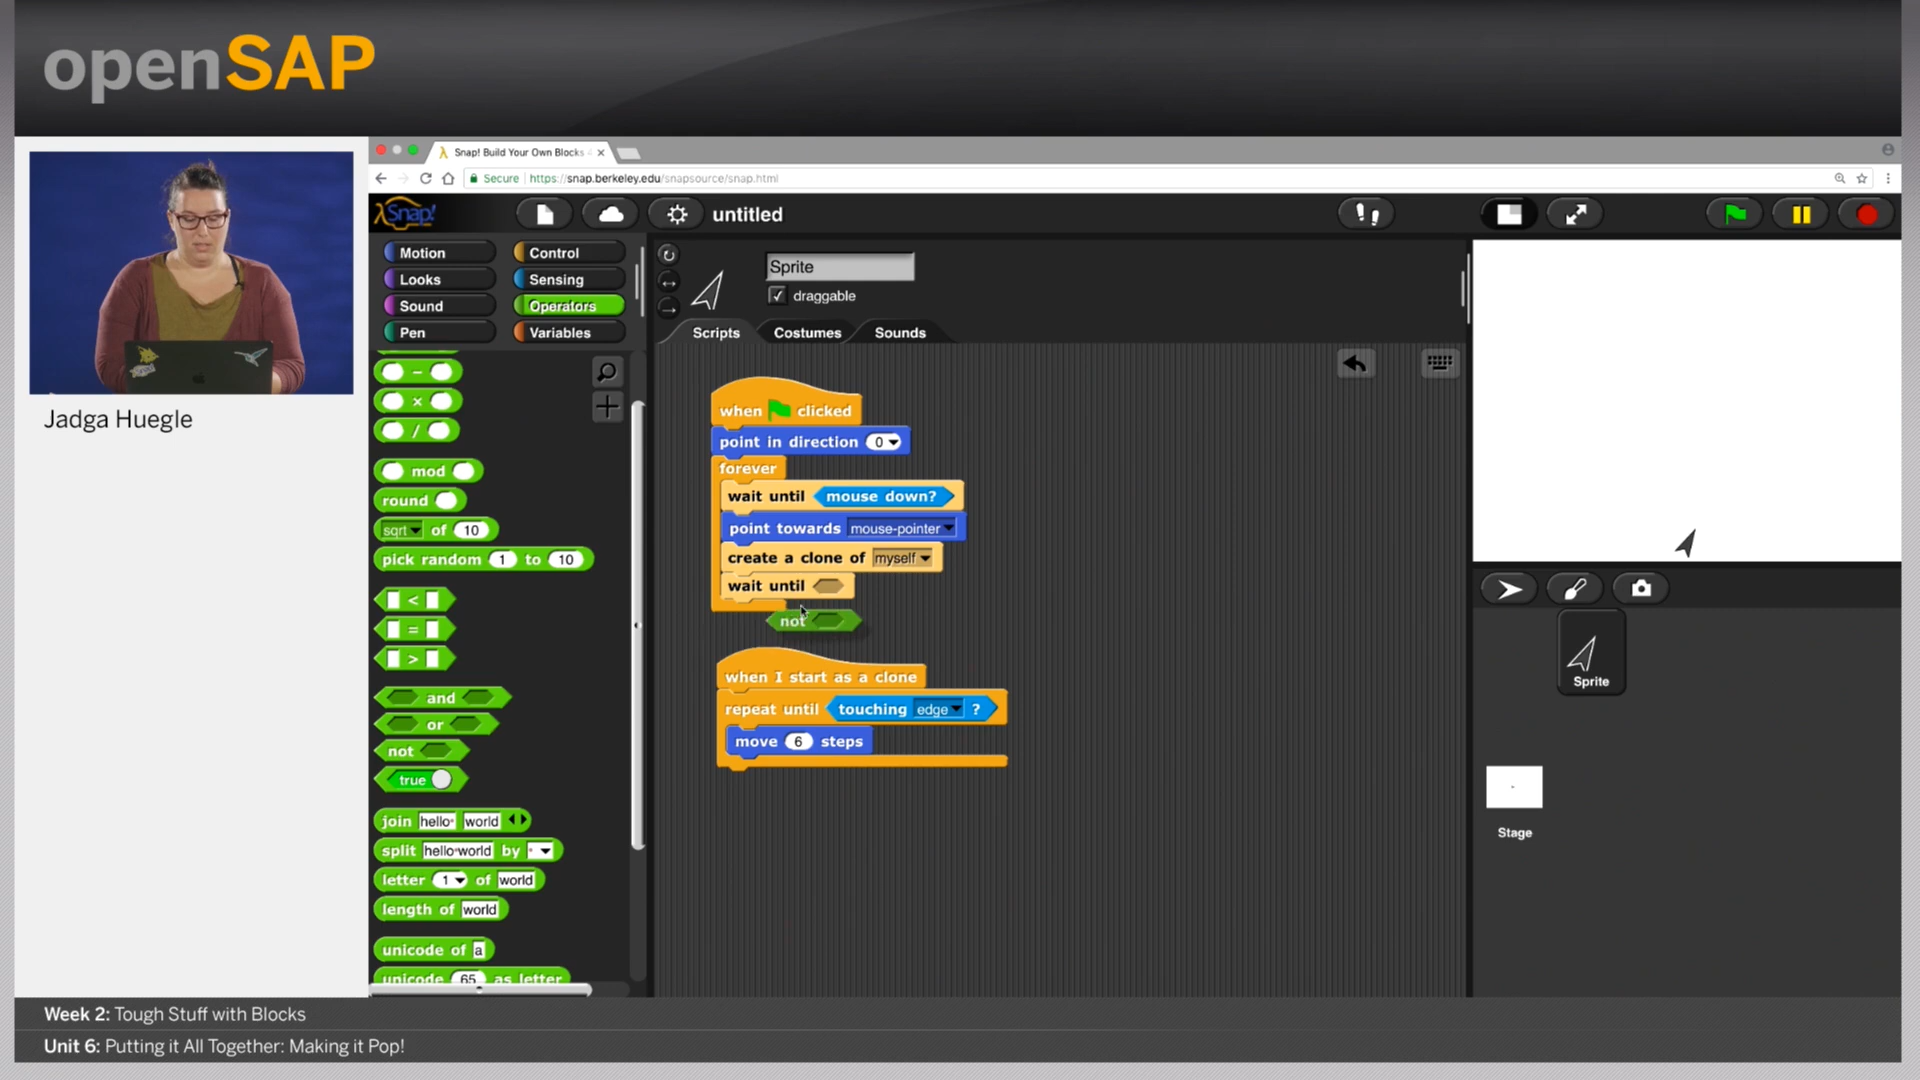 openSAP
Jadga Huegle
Snap! Build Your Own Blocks
Secure
https://snap.berkeley.edu/snapsource/snap.html
Snap!
untitled
Motion
Control
Looks
Sensing
Sound
Operators
Pen
Variables
Sprite
draggable
Scripts
Costumes
Sounds
−
×
/
mod
round
sqrt of 10
pick random 1 to 10
<
=
>
and
or
not
true
join hello world
split hello world by
letter 1 of world
length of world
unicode of a
unicode 65 as letter
when clicked
point in direction 0
forever
wait until mouse down?
point towards mouse-pointer
create a clone of myself
wait until
not
when I start as a clone
repeat until touching edge ?
move 6 steps
Sprite
Stage
Week 2: Tough Stuff with Blocks
Unit 6: Putting it All Together: Making it Pop!